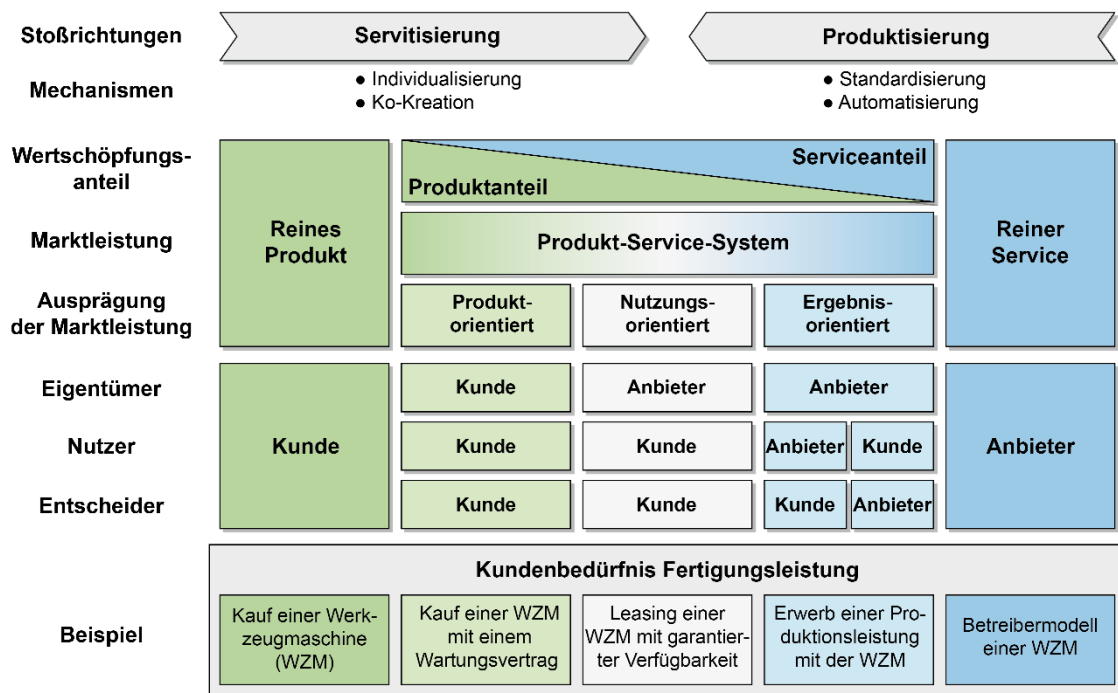 Stoßrichtungen
Servitisierung
Produktisierung
Mechanismen
● Individualisierung
● Ko-Kreation
● Standardisierung
● Automatisierung
Wertschöpfungs-
anteil
Serviceanteil
Produktanteil
Reines
Produkt
Reiner
Service
Marktleistung
Produkt-Service-System
Ausprägung
der Marktleistung
Produkt-
orientiert
Nutzungs-
orientiert
Ergebnis-
orientiert
Eigentümer
Kunde
Anbieter
Anbieter
Nutzer
Kunde
Kunde
Kunde
Anbieter
Kunde
Anbieter
Entscheider
Kunde
Kunde
Kunde
Anbieter
Kundenbedürfnis Fertigungsleistung
Beispiel
Kauf einer Werk-
zeugmaschine
(WZM)
Kauf einer WZM
mit einem
Wartungsvertrag
Leasing einer
WZM mit garantier-
ter Verfügbarkeit
Erwerb einer Pro-
duktionsleistung
mit der WZM
Betreibermodell
einer WZM